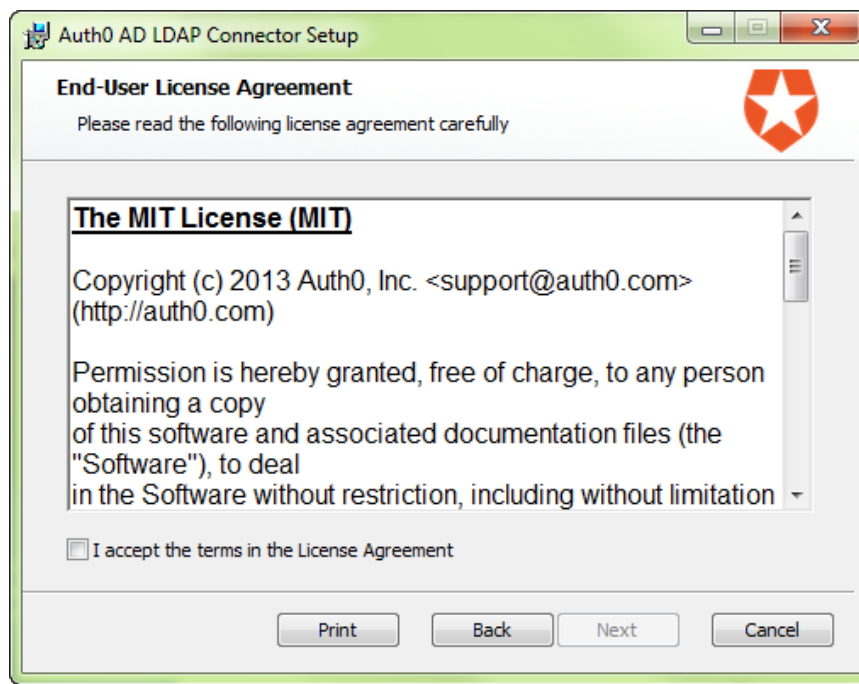 Auth0 AD LDAP Connector Setup
End-User License Agreement
Please read the following license agreement carefully
The MIT License (MIT)
Copyright (c) 2013 Auth0, Inc. <support@auth0.com>
(http://auth0.com)
Permission is hereby granted, free of charge, to any person
obtaining a copy
of this software and associated documentation files (the
"Software"), to deal
in the Software without restriction, including without limitation
I accept the terms in the License Agreement
Print Back Next Cancel